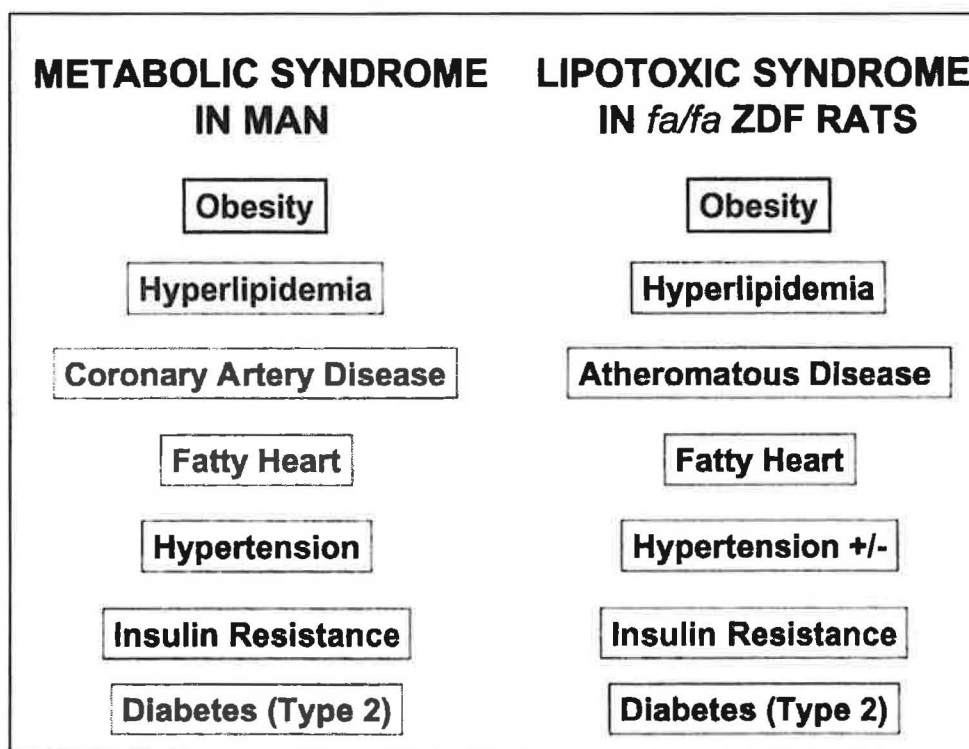 METABOLIC SYNDROME
IN MAN
Obesity
Hyperlipidemia
Coronary Artery Disease
Fatty Heart
Hypertension
Insulin Resistance
Diabetes (Type 2)
LIPOTOXIC SYNDROME
IN fa/fa ZDF RATS
Obesity
Hyperlipidemia
Atheromatous Disease
Fatty Heart
Hypertension +/-
Insulin Resistance
Diabetes (Type 2)